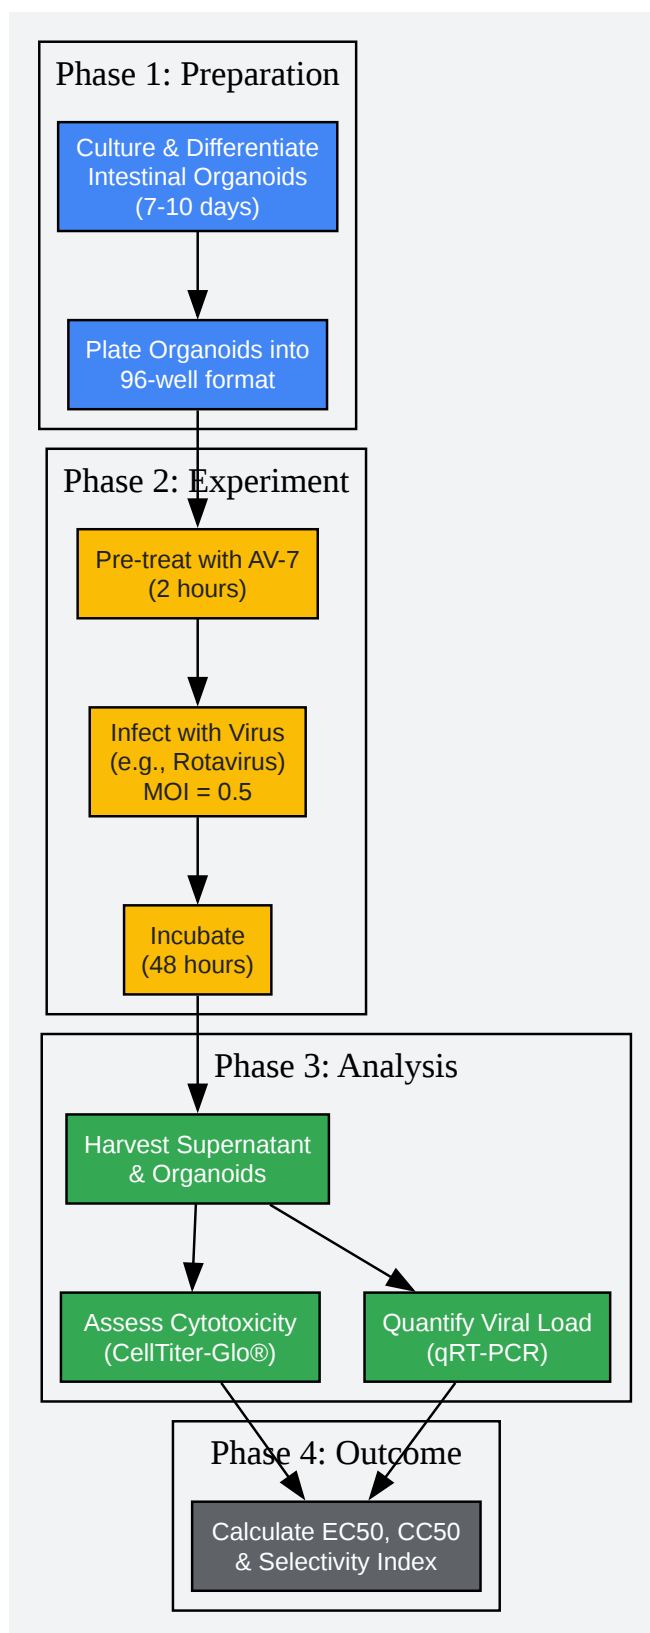 Phase 1: Preparation
Culture & Differentiate
Intestinal Organoids
(7-10 days)
Plate Organoids into
96-well format
Phase 2: Experiment
Pre-treat with AV-7
(2 hours)
Infect with Virus
(e.g., Rotavirus)
MOI = 0.5
Incubate
(48 hours)
Phase 3: Analysis
Harvest Supernatant
& Organoids
Assess Cytotoxicity
(CellTiter-Glo®)
Quantify Viral Load
(qRT-PCR)
Phase 4: Outcome
Calculate EC50, CC50
& Selectivity Index